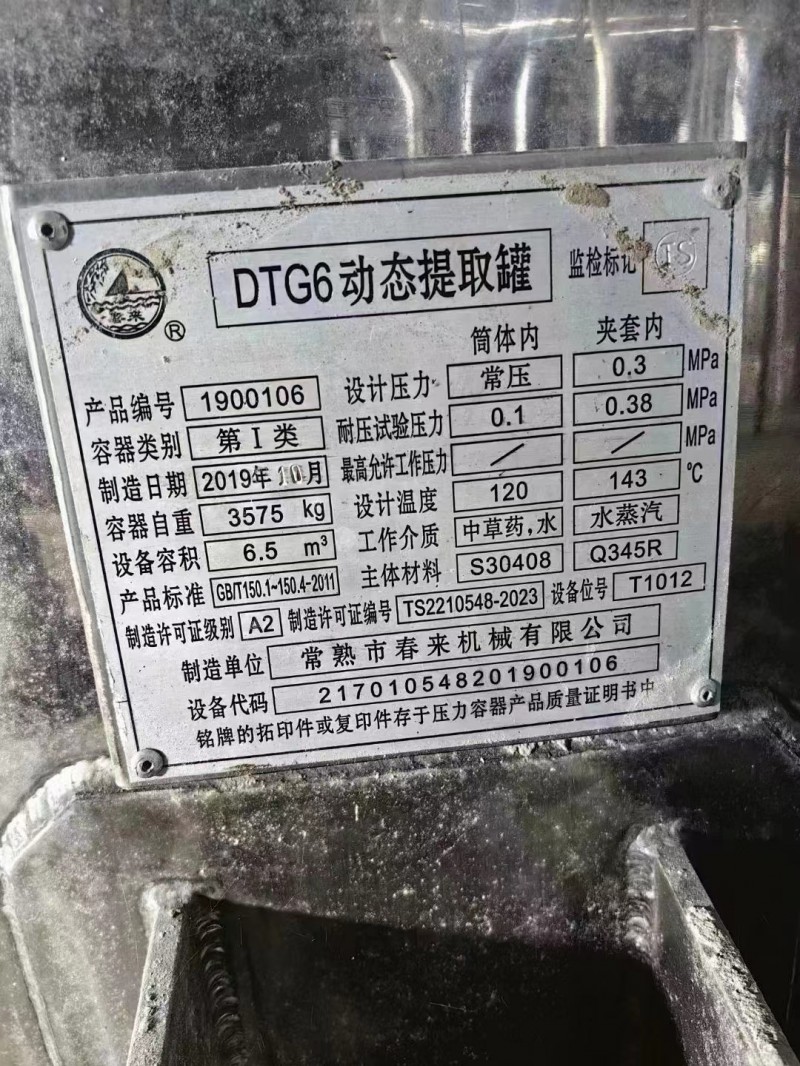 春来
®
DTG6动态提取罐
监检标记 TS
筒体内 夹套内
产品编号 1900106 设计压力 常压 0.3 MPa
容器类别 第Ⅰ类 耐压试验压力 0.1 0.38 MPa
制造日期 2019年10月 最高允许工作压力 / / MPa
容器自重 3575 kg 设计温度 120 143 ℃
设备容积 6.5 m³ 工作介质 中草药,水 水蒸汽
产品标准 GB/T150.1~150.4-2011 主体材料 S30408 Q345R
制造许可证级别 A2 制造许可证编号 TS2210548-2023 设备位号 T1012
制造单位 常熟市春来机械有限公司
设备代码 217010548201900106
铭牌的拓印件或复印件存于压力容器产品质量证明书中